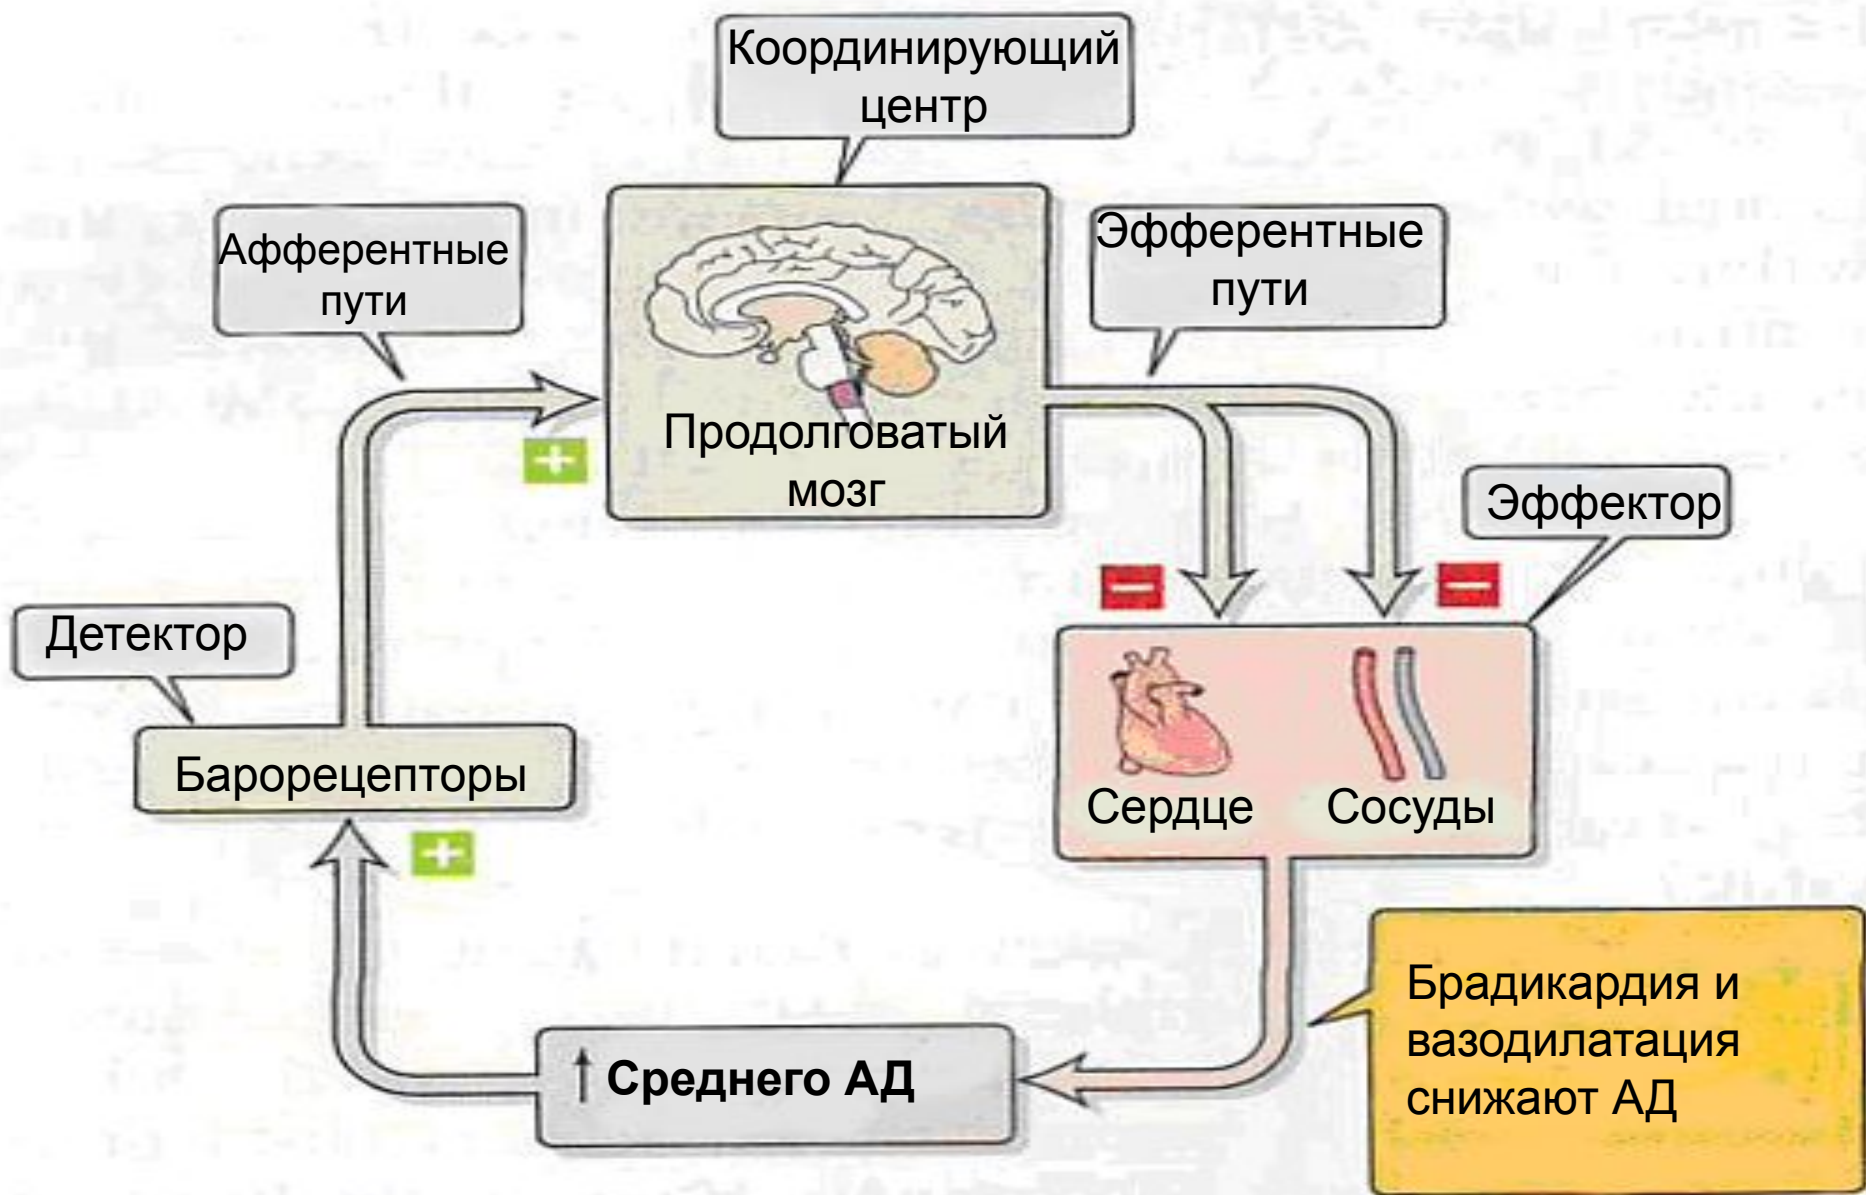 Координирующий
центр
Афферентные
пути
Эфферентные
пути
Продолговатый
мозг
Эффектор
Детектор
Барорецепторы
Сердце
Сосуды
Брадикардия и
вазодилатация
снижают АД
↑ Среднего АД